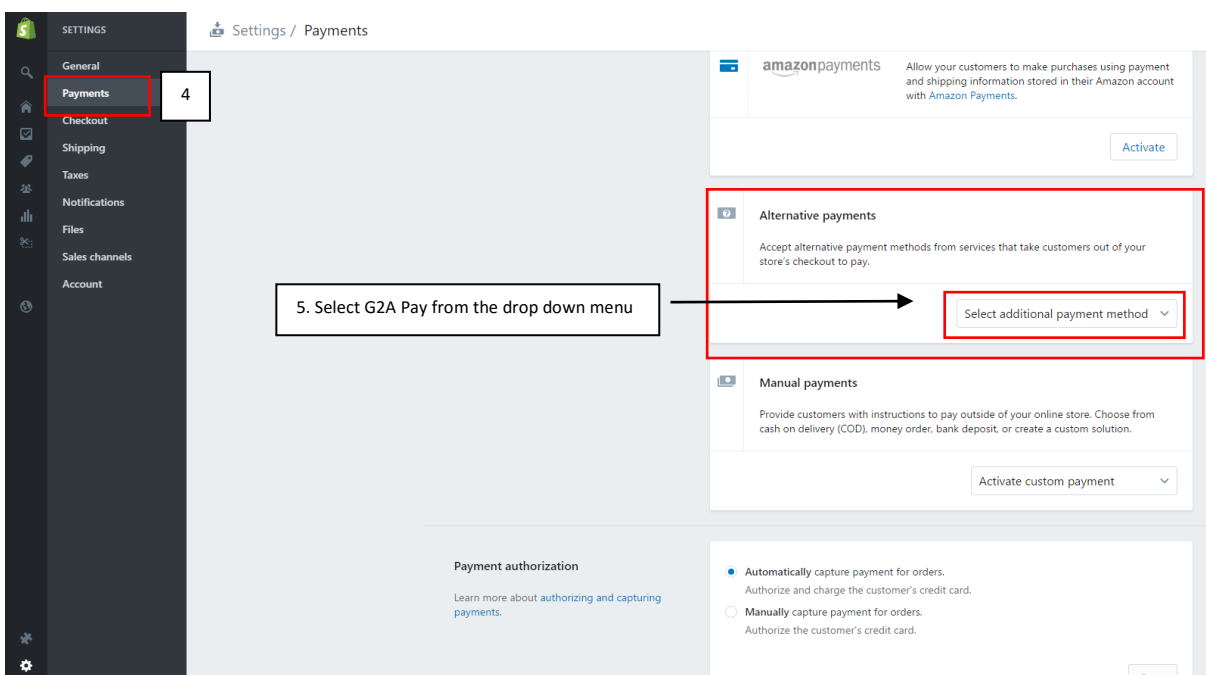 SETTINGS
Settings / Payments
General
Payments
4
Checkout
Shipping
Taxes
Notifications
Files
Sales channels
Account
amazonpayments
Allow your customers to make purchases using payment
and shipping information stored in their Amazon account
with Amazon Payments.
Activate
Alternative payments
Accept alternative payment methods from services that take customers out of your
store's checkout to pay.
5. Select G2A Pay from the drop down menu
Select additional payment method
Manual payments
Provide customers with instructions to pay outside of your online store. Choose from
cash on delivery (COD), money order, bank deposit, or create a custom solution.
Activate custom payment
Payment authorization
Learn more about authorizing and capturing
payments.
Automatically capture payment for orders.
Authorize and charge the customer's credit card.
Manually capture payment for orders.
Authorize the customer's credit card.